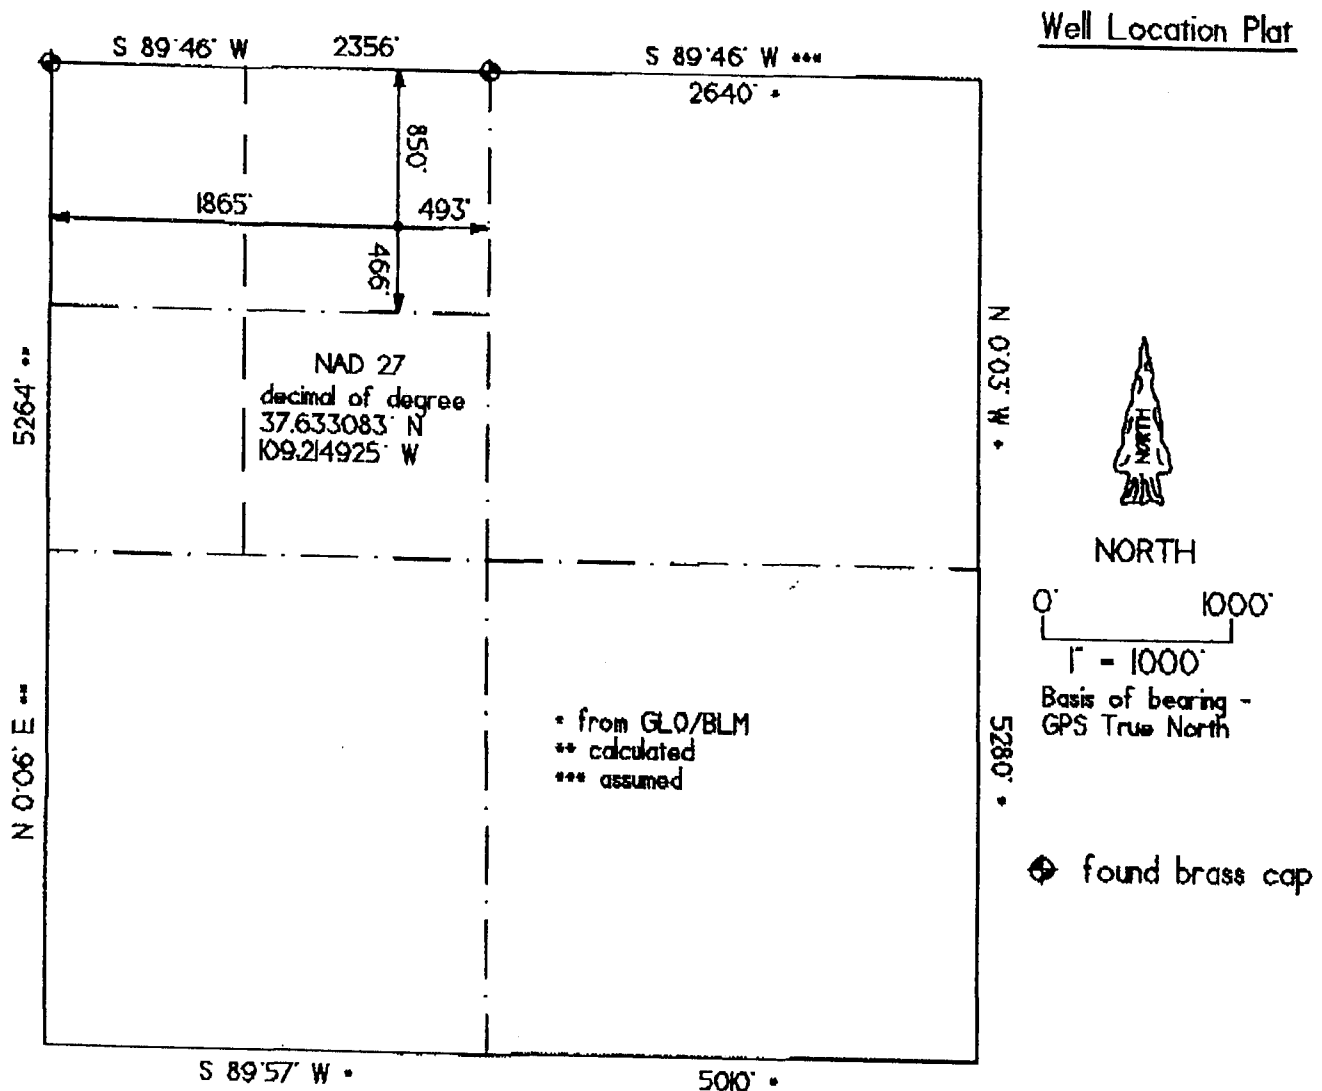 Well Location Plat
S 89°46' W 2356'
S 89°46' W ***
2640' *
850'
1865'
493'
466'
NAD 27
decimal of degree
37.633083° N
109.214925° W
5264' **
N 0°06' E **
N 0°03' W *
5280' *
NORTH
NORTH
0' 1000'
1" = 1000'
Basis of bearing -
GPS True North
* from GLO/BLM
** calculated
*** assumed
found brass cap
S 89°57' W *
5010' *